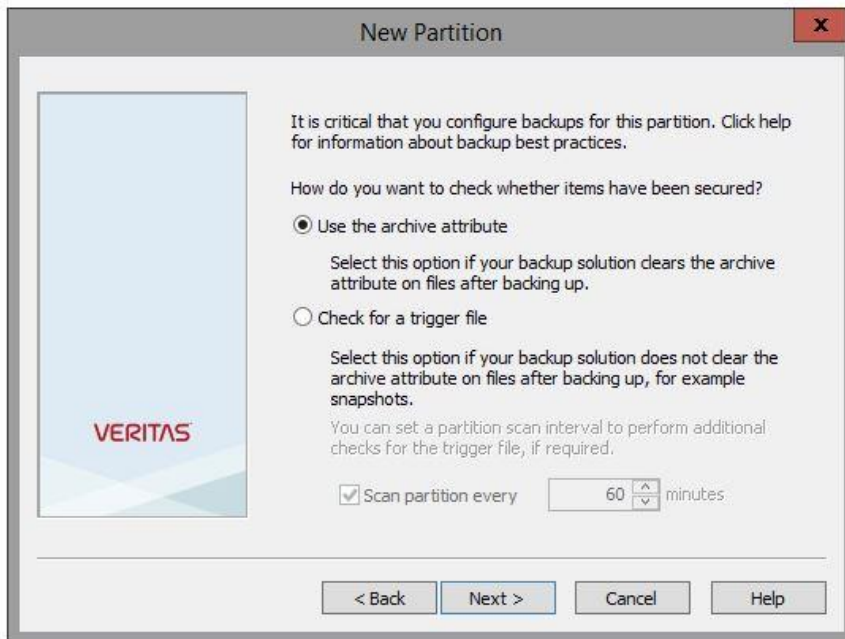 New Partition
x
It is critical that you configure backups for this partition. Click help
for information about backup best practices.
How do you want to check whether items have been secured?
Use the archive attribute
Select this option if your backup solution clears the archive
attribute on files after backing up.
Check for a trigger file
Select this option if your backup solution does not clear the
archive attribute on files after backing up, for example
snapshots.
You can set a partition scan interval to perform additional
checks for the trigger file, if required.
Scan partition every 60 minutes
VERITAS
< Back Next > Cancel Help